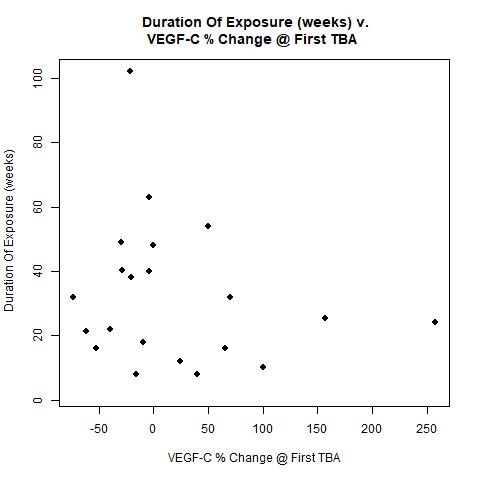 Duration Of Exposure (weeks) v.
VEGF-C % Change @ First TBA
Duration Of Exposure (weeks)
100
80
60
40
20
0
-50 0 50 100 150 200 250
VEGF-C % Change @ First TBA